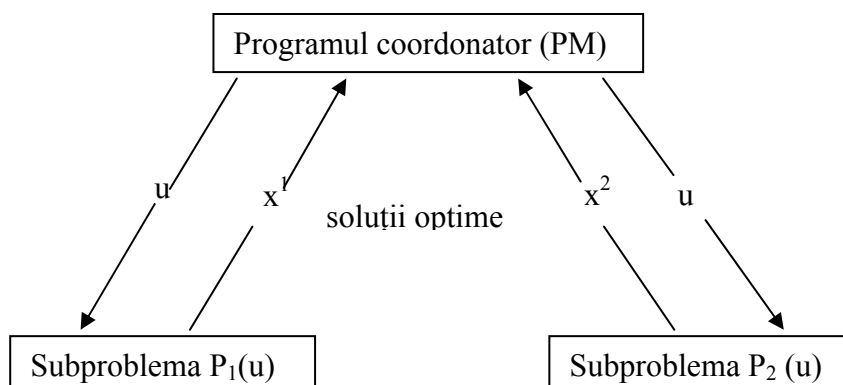 Programul coordonator (PM)
u x¹ x² u
soluții optime
Subproblema P₁(u) Subproblema P₂ (u)